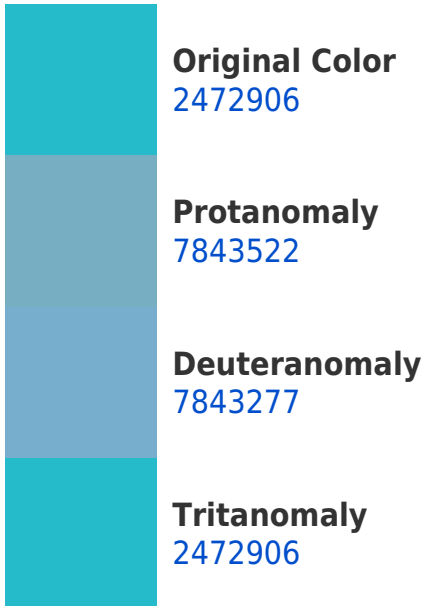 Original Color
2472906
Protanomaly
7843522
Deuteranomaly
7843277
Tritanomaly
2472906